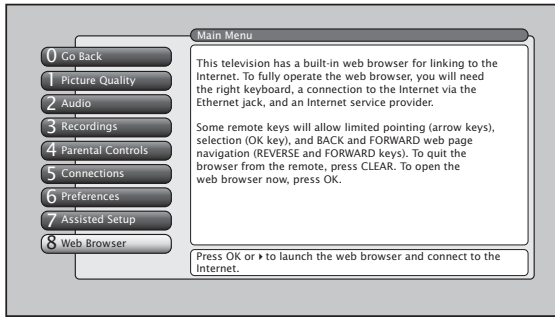 Main Menu
0 Go Back
1 Picture Quality
2 Audio
3 Recordings
4 Parental Controls
5 Connections
6 Preferences
7 Assisted Setup
8 Web Browser
This television has a built-in web browser for linking to the
Internet. To fully operate the web browser, you will need
the right keyboard, a connection to the Internet via the
Ethernet jack, and an Internet service provider.
Some remote keys will allow limited pointing (arrow keys),
selection (OK key), and BACK and FORWARD web page
navigation (REVERSE and FORWARD keys). To quit the
browser from the remote, press CLEAR. To open the
web browser now, press OK.
Press OK or ▸ to launch the web browser and connect to the
Internet.